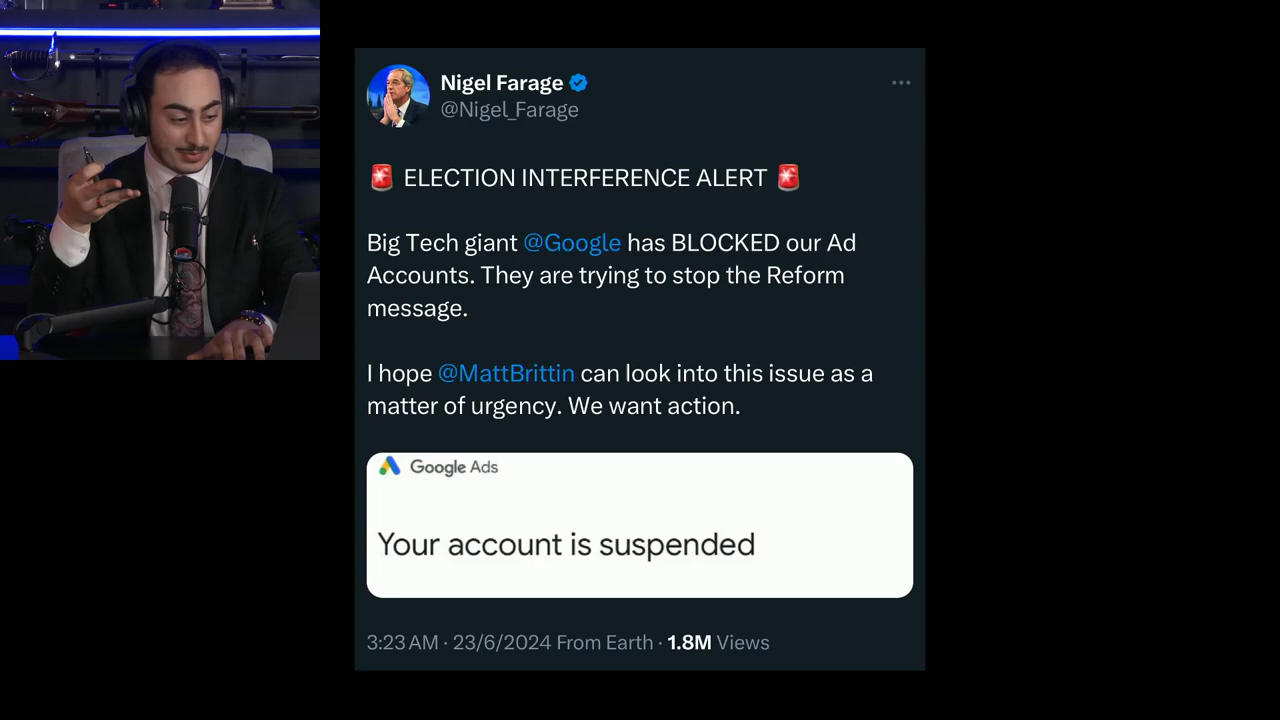 Nigel Farage
@Nigel_Farage
🚨 ELECTION INTERFERENCE ALERT 🚨
Big Tech giant @Google has BLOCKED our Ad
Accounts. They are trying to stop the Reform
message.
I hope @MattBrittin can look into this issue as a
matter of urgency. We want action.
Google Ads
Your account is suspended
3:23 AM · 23/6/2024 From Earth · 1.8M Views